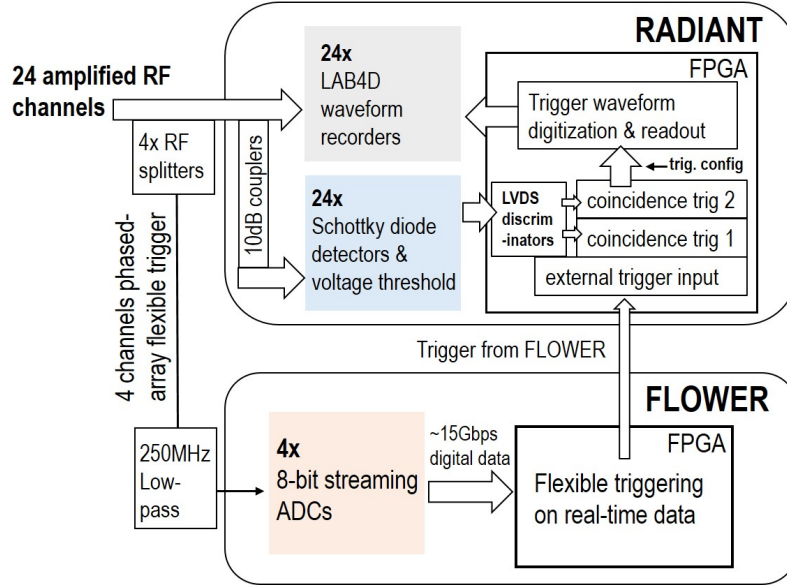 RADIANT
24 amplified RF
channels
24x
LAB4D
waveform
recorders
FPGA
Trigger waveform
digitization & readout
4x RF
splitters
10dB couplers
trig. config
24x
Schottky diode
detectors &
voltage threshold
LVDS
discrim
-inators
coincidence trig 2
coincidence trig 1
external trigger input
4 channels phased-
array flexible trigger
Trigger from FLOWER
FLOWER
250MHz
Low-
pass
4x
8-bit streaming
ADCs
~15Gbps
digital data
FPGA
Flexible triggering
on real-time data